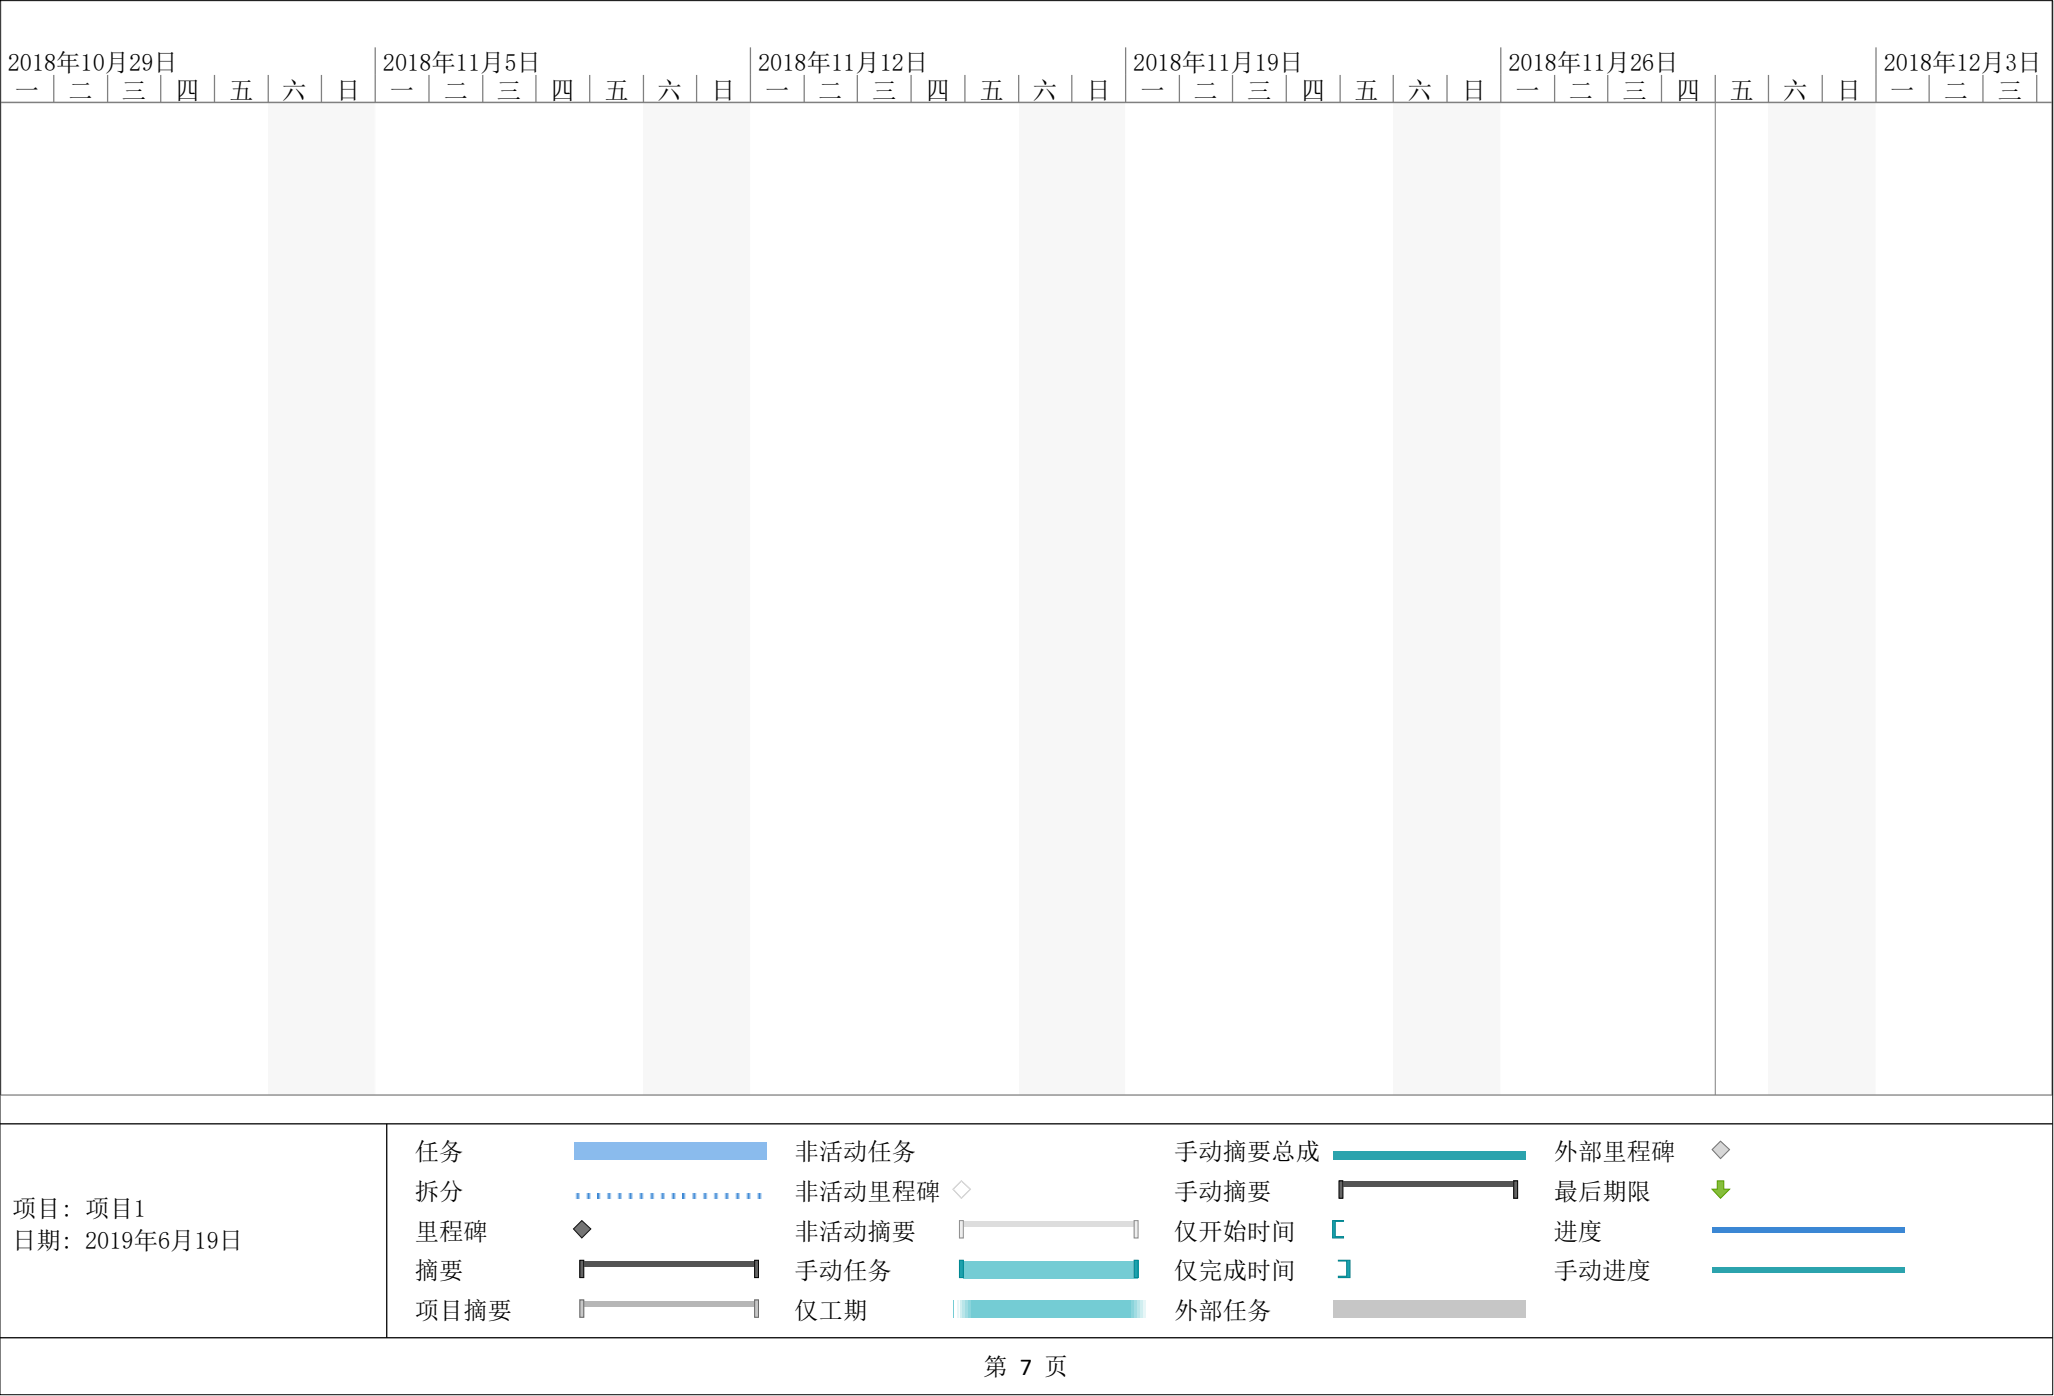 2018年10月29日 2018年11月5日 2018年11月12日 2018年11月19日 2018年11月26日 2018年12月3日
一 二 三 四 五 六 日 一 二 三 四 五 六 日 一 二 三 四 五 六 日 一 二 三 四 五 六 日 一 二 三 四 五 六 日 一 二 三
项目: 项目1
日期: 2019年6月19日
任务
拆分
里程碑
摘要
项目摘要
非活动任务
非活动里程碑
非活动摘要
手动任务
仅工期
手动摘要总成
手动摘要
仅开始时间
仅完成时间
外部任务
外部里程碑
最后期限
进度
手动进度
第 7 页